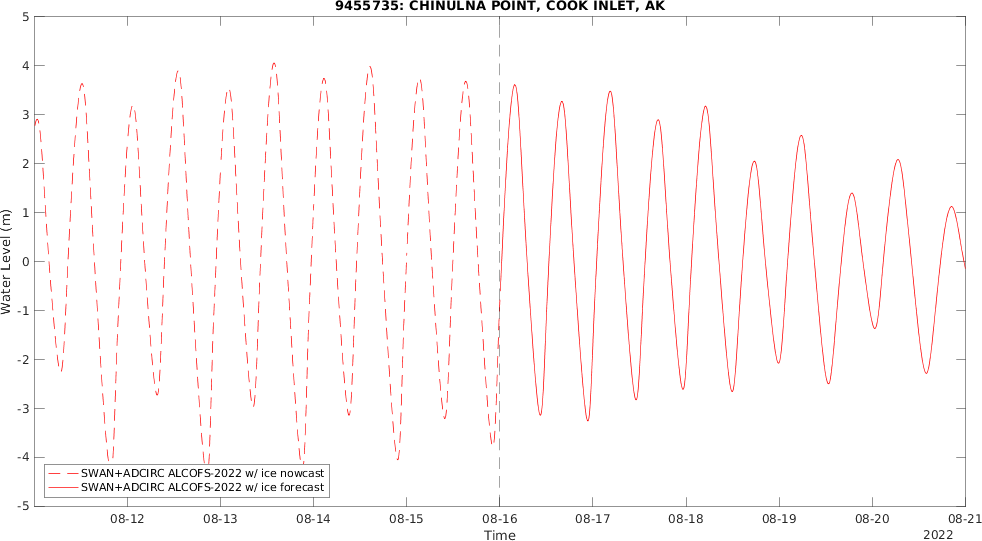 9455735: CHINULNA POINT, COOK INLET, AK
5
4
3
2
1
0
-1
-2
-3
-4
-5
Water Level (m)
SWAN+ADCIRC ALCOFS-2022 w/ ice nowcast
SWAN+ADCIRC ALCOFS-2022 w/ ice forecast
08-12 08-13 08-14 08-15 08-16 08-17 08-18 08-19 08-20 08-21
Time
2022